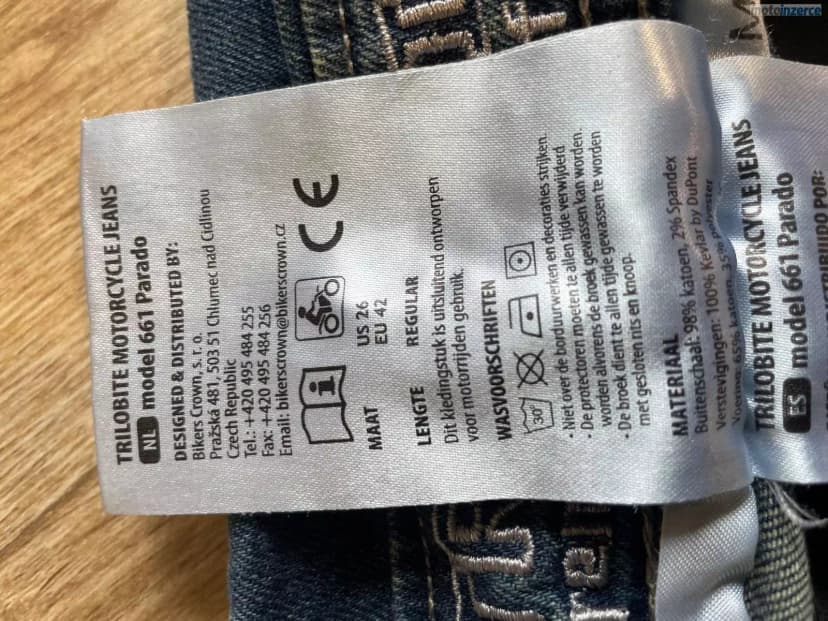 TRILOBITE MOTORCYCLE JEANS
NL model 661 Parado
DESIGNED & DISTRIBUTED BY:
Bikers Crown, s. r. o.
Pražská 481, 503 51 Chlumec nad Cidlinou
Czech Republic
Tel.: +420 495 484 255
Fax: +420 495 484 256
Email: bikerscrown@bikerscrown.cz
i CE
MAAT US 26
EU 42
LENGTE REGULAR
Dit kledingstuk is uitsluitend ontworpen
voor motorrijden gebruik.
WASVOORSCHRIFTEN
30°
• Niet over de borduurwerken en decoraties strijken.
• De protectoren moeten te allen tijde verwijderd
worden alvorens de broek gewassen kan worden.
• De broek dient te allen tijde gewassen te worden
met gesloten rits en knoop.
MATERIAAL
Buitenschaal: 98% katoen, 2% Spandex
Verstevigingen: 100% Kevlar by DuPont
Voering: 65% katoen, 35% polyester
TRILOBITE MOTORCYCLE JEANS
ES model 661 Parado
motoinzerce